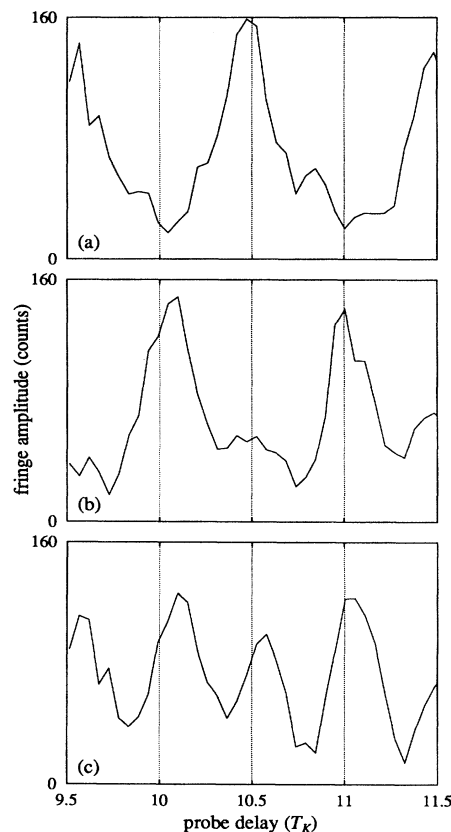 160
(a)
0
160
fringe amplitude (counts)
(b)
0
160
(c)
0
9.5 10 10.5 11 11.5
probe delay (T_K)